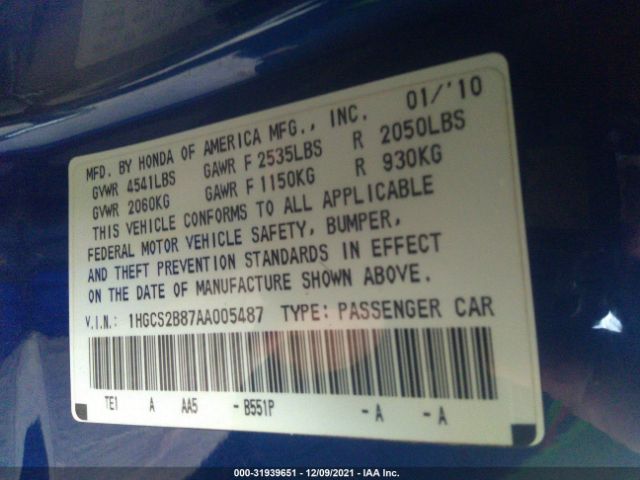 MFD. BY HONDA OF AMERICA MFG., INC. 01/'10
GVWR 4541LBS GAWR F 2535LBS R 2050LBS
GVWR 2060KG GAWR F 1150KG R 930KG
THIS VEHICLE CONFORMS TO ALL APPLICABLE
FEDERAL MOTOR VEHICLE SAFETY, BUMPER,
AND THEFT PREVENTION STANDARDS IN EFFECT
ON THE DATE OF MANUFACTURE SHOWN ABOVE.
V.I.N.: 1HGCS2B87AA005487 TYPE: PASSENGER CAR
TE1 A AA5 - B551P - A - A
000-31939651 - 12/09/2021 - IAA Inc.